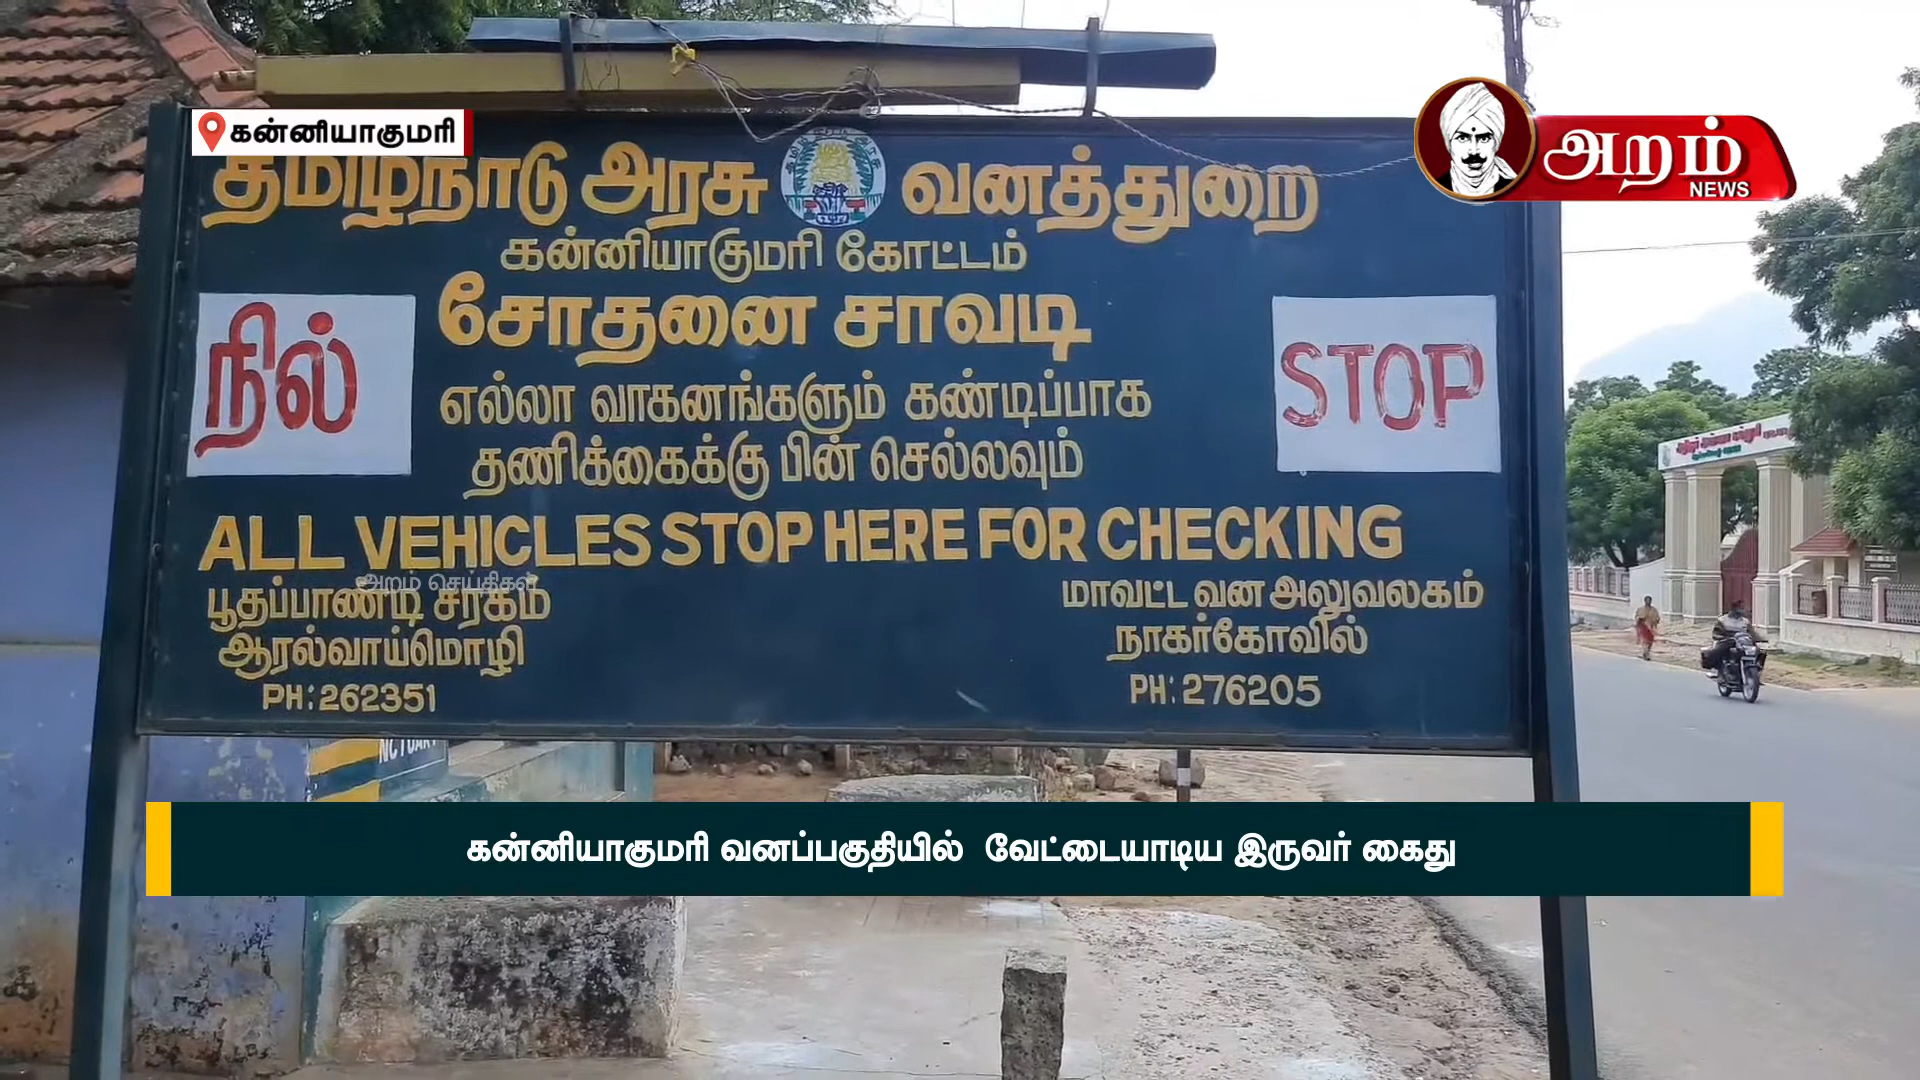 கன்னியாகுமரி
அறம்
NEWS
தமிழ்நாடு அரசு வனத்துறை
கன்னியாகுமரி கோட்டம்
சோதனை சாவடி
நில்
STOP
எல்லா வாகனங்களும் கண்டிப்பாக
தணிக்கைக்கு பின் செல்லவும்
ALL VEHICLES STOP HERE FOR CHECKING
அறம் செய்திகள்
பூதப்பாண்டி சரகம்
ஆரல்வாய்மொழி
PH: 262351
மாவட்ட வன அலுவலகம்
நாகர்கோவில்
PH: 276205
கன்னியாகுமரி வனப்பகுதியில் வேட்டையாடிய இருவர் கைது